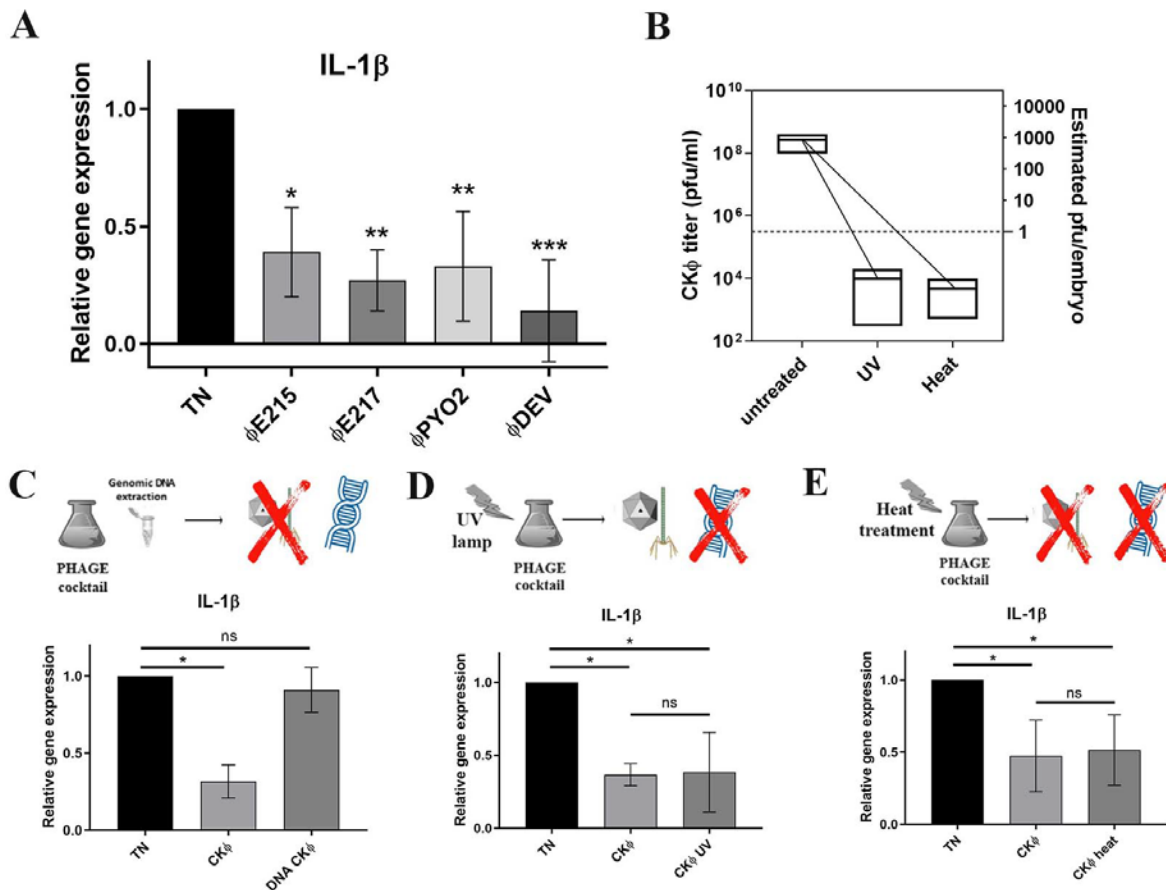 A
IL-1β
Relative gene expression
1.0
0.5
0.0
*
**
**
***
TN
ϕE215
ϕE217
ϕPYO2
ϕDEV
B
CKϕ titer (pfu/ml)
10^10
10^8
10^6
10^4
10^2
Estimated pfu/embryo
10000
1000
100
10
1
untreated
UV
Heat
C
Genomic DNA
extraction
PHAGE
cocktail
IL-1β
Relative gene expression
1.0
0.5
0.0
ns
*
TN
CKϕ
DNA CKϕ
D
UV
lamp
PHAGE
cocktail
IL-1β
Relative gene expression
1.0
0.5
0.0
*
*
ns
TN
CKϕ
CKϕ UV
E
Heat
treatment
PHAGE
cocktail
IL-1β
Relative gene expression
1.0
0.5
0.0
*
*
ns
TN
CKϕ
CKϕ heat